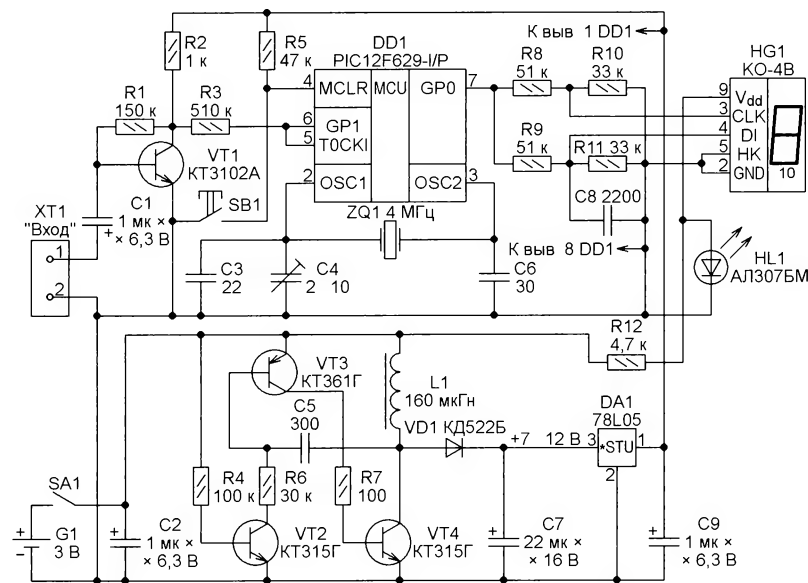 К выв 1 DD1
R2
1 к
R5
47 к
DD1
PIC12F629-I/P
R8
51 к
R10
33 к
HG1
КО-4В
R1
150 к
R3
510 к
4
MCLR
MCU
GP0
7
9
Vdd
3
CLK
6
GP1
5
T0CKI
4
DI
VT1
КТ3102А
R9
51 к
R11 33 к
5
НК
2
GND
10
2
OSC1
OSC2
3
C1
1 мк ×
+ × 6,3 В
SB1
C8 2200
ZQ1 4 МГц
XT1
"Вход"
1
2
К выв 8 DD1
C3
22
C4
2 10
C6
30
HL1
АЛ307БМ
R12
4,7 к
VT3
КТ361Г
L1
160 мкГн
C5
300
VD1 КД522Б
+7
12 В
DA1
78L05
3
*STU
1
2
R4
100 к
R6
30 к
R7
100
SA1
+
G1
3 В
–
+
C2
1 мк ×
× 6,3 В
VT2
КТ315Г
VT4
КТ315Г
+
C7
22 мк ×
× 16 В
+
C9
1 мк ×
× 6,3 В